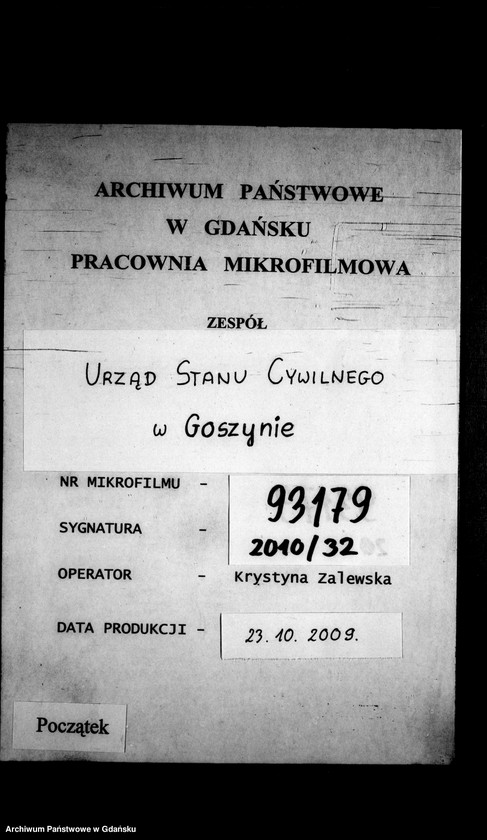 ARCHIWUM PAŃSTWOWE
W GDAŃSKU
PRACOWNIA MIKROFILMOWA
ZESPÓŁ
URZĄD STANU CYWILNEGO
w Goszynie
NR MIKROFILMU - 93179
SYGNATURA - 2010/32
OPERATOR - Krystyna Zalewska
DATA PRODUKCJI - 23.10.2009.
Początek
Archiwum Państwowe w Gdańsku